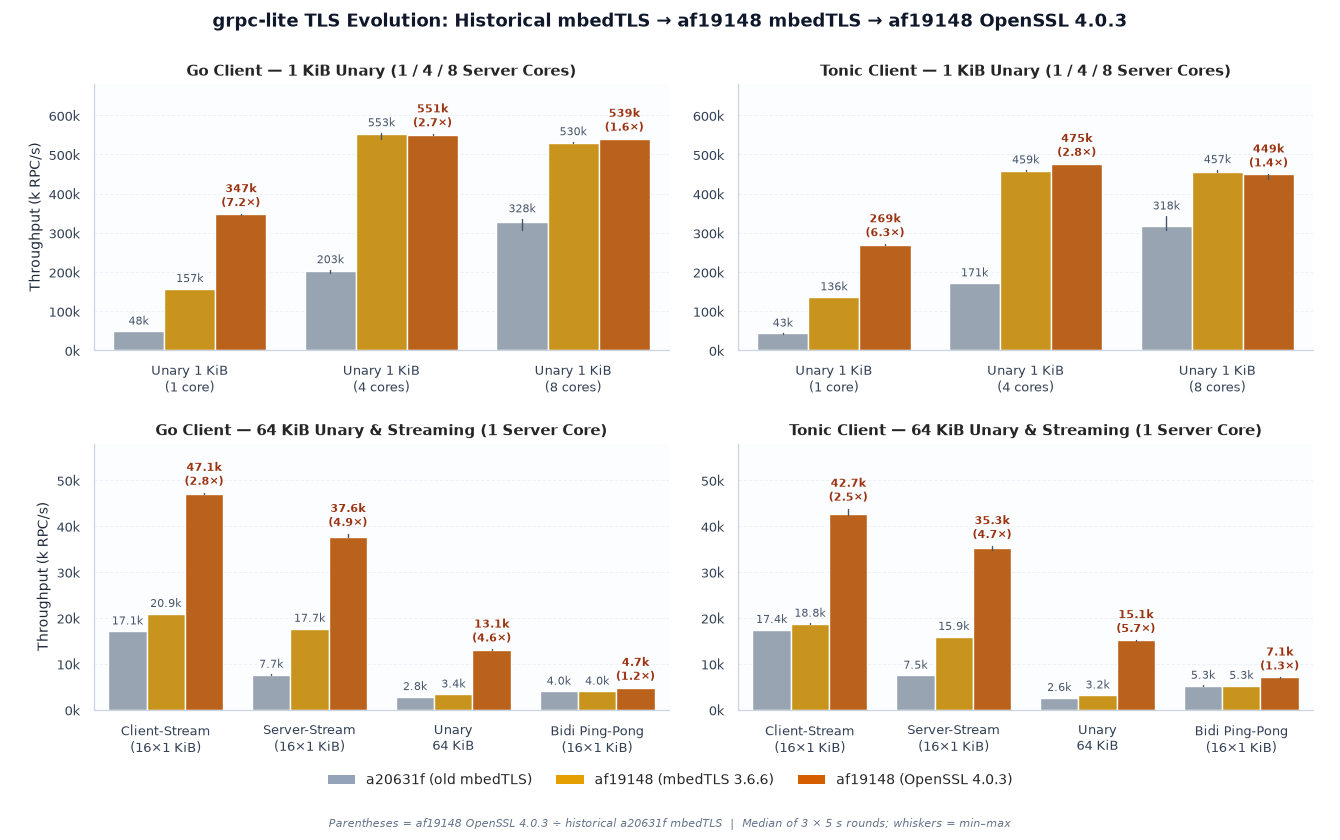 grpc-lite TLS Evolution: Historical mbedTLS → af19148 mbedTLS → af19148 OpenSSL 4.0.3
Go Client — 1 KiB Unary (1 / 4 / 8 Server Cores)
Throughput (k RPC/s)
600k
500k
400k
300k
200k
100k
0k
48k
157k
347k
(7.2×)
203k
553k
551k
(2.7×)
328k
530k
539k
(1.6×)
Unary 1 KiB
(1 core)
Unary 1 KiB
(4 cores)
Unary 1 KiB
(8 cores)
Tonic Client — 1 KiB Unary (1 / 4 / 8 Server Cores)
600k
500k
400k
300k
200k
100k
0k
43k
136k
269k
(6.3×)
171k
459k
475k
(2.8×)
318k
457k
449k
(1.4×)
Unary 1 KiB
(1 core)
Unary 1 KiB
(4 cores)
Unary 1 KiB
(8 cores)
Go Client — 64 KiB Unary & Streaming (1 Server Core)
Throughput (k RPC/s)
50k
40k
30k
20k
10k
0k
17.1k
20.9k
47.1k
(2.8×)
7.7k
17.7k
37.6k
(4.9×)
2.8k
3.4k
13.1k
(4.6×)
4.0k
4.0k
4.7k
(1.2×)
Client-Stream
(16×1 KiB)
Server-Stream
(16×1 KiB)
Unary
64 KiB
Bidi Ping-Pong
(16×1 KiB)
Tonic Client — 64 KiB Unary & Streaming (1 Server Core)
50k
40k
30k
20k
10k
0k
17.4k
18.8k
42.7k
(2.5×)
7.5k
15.9k
35.3k
(4.7×)
2.6k
3.2k
15.1k
(5.7×)
5.3k
5.3k
7.1k
(1.3×)
Client-Stream
(16×1 KiB)
Server-Stream
(16×1 KiB)
Unary
64 KiB
Bidi Ping-Pong
(16×1 KiB)
a20631f (old mbedTLS)
af19148 (mbedTLS 3.6.6)
af19148 (OpenSSL 4.0.3)
Parentheses = af19148 OpenSSL 4.0.3 ÷ historical a20631f mbedTLS | Median of 3 × 5 s rounds; whiskers = min–max